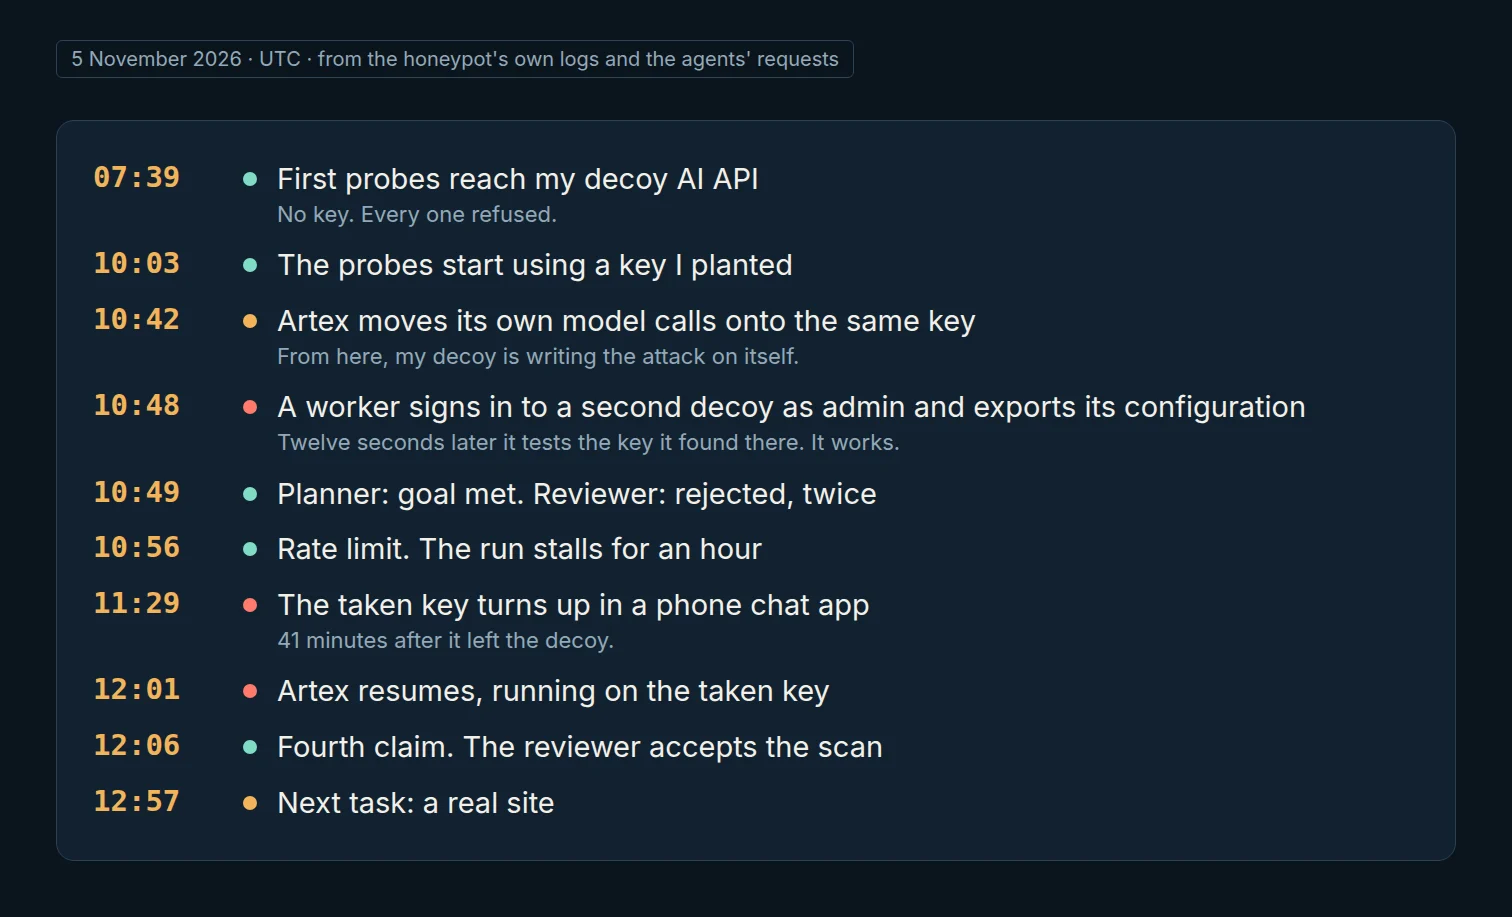 5 November 2026 · UTC · from the honeypot's own logs and the agents' requests
07:39 First probes reach my decoy AI API
No key. Every one refused.
10:03 The probes start using a key I planted
10:42 Artex moves its own model calls onto the same key
From here, my decoy is writing the attack on itself.
10:48 A worker signs in to a second decoy as admin and exports its configuration
Twelve seconds later it tests the key it found there. It works.
10:49 Planner: goal met. Reviewer: rejected, twice
10:56 Rate limit. The run stalls for an hour
11:29 The taken key turns up in a phone chat app
41 minutes after it left the decoy.
12:01 Artex resumes, running on the taken key
12:06 Fourth claim. The reviewer accepts the scan
12:57 Next task: a real site